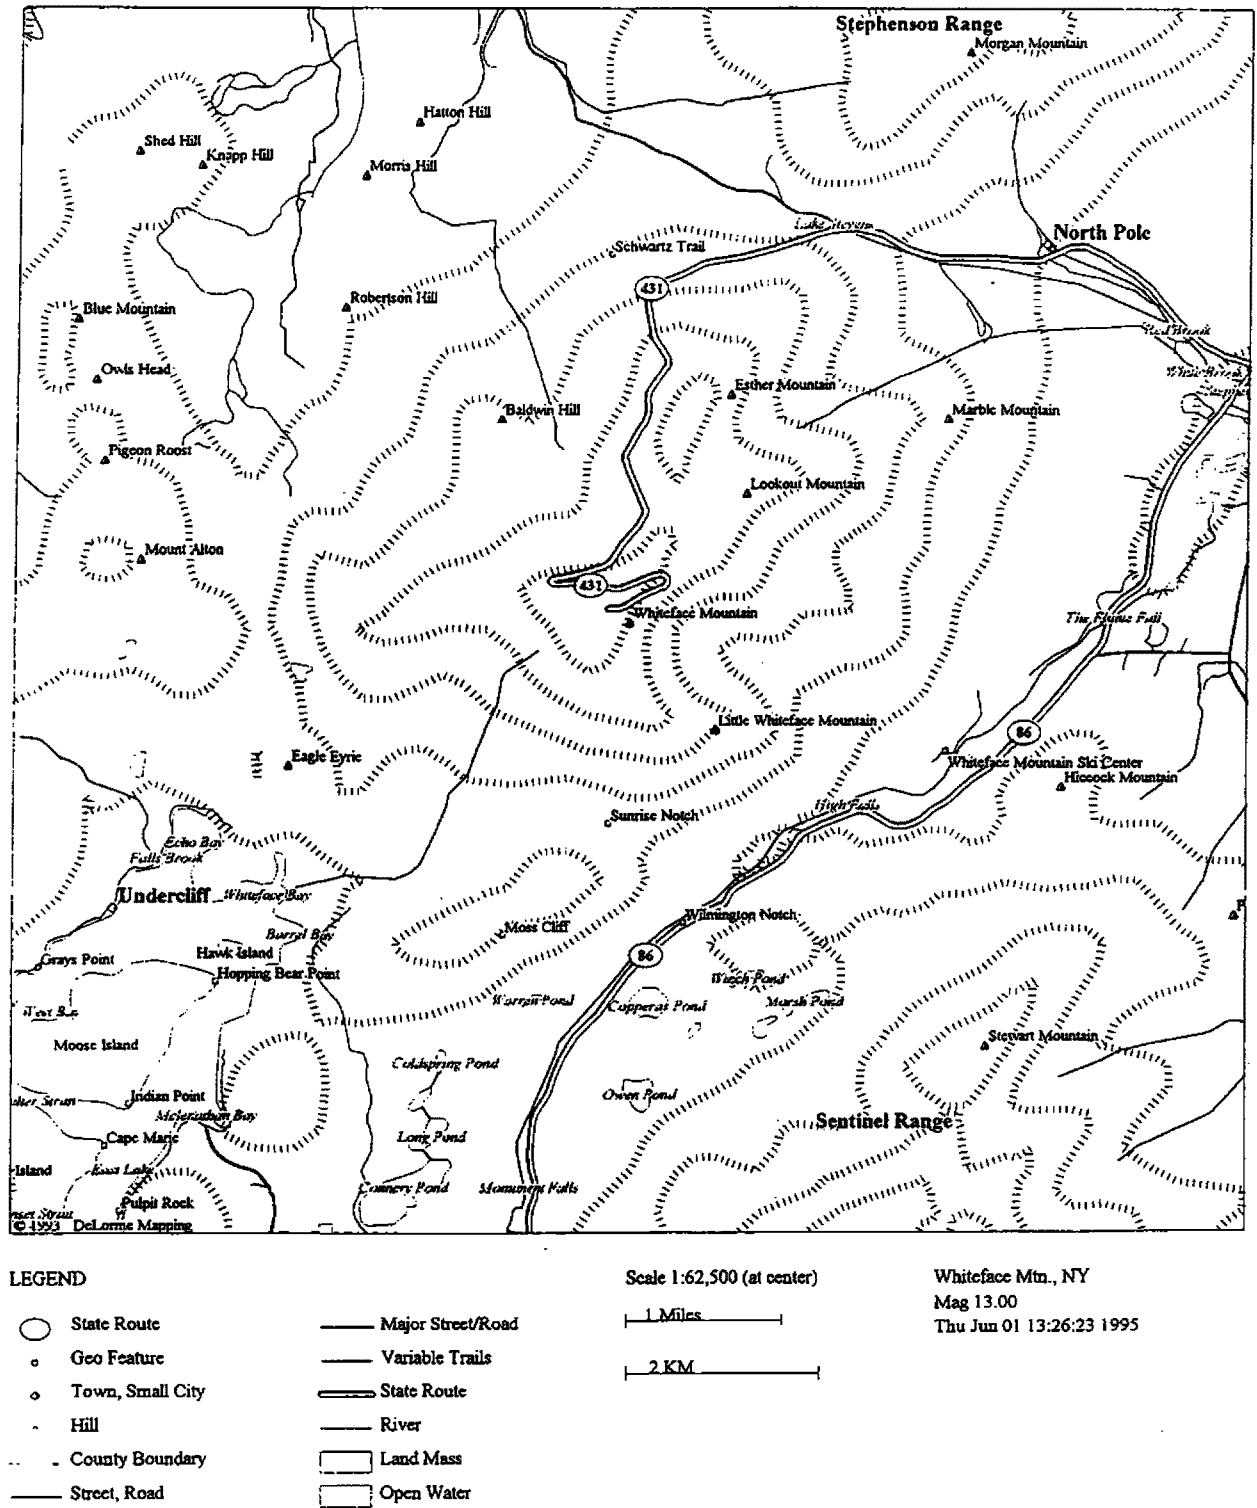 Stephenson Range
Morgan Mountain
Hatton Hill
Shed Hill
Knapp Hill
Morris Hill
North Pole
Schwartz Trail
431
Robertson Hill
Blue Mountain
Owls Head
Esther Mountain
Baldwin Hill
Marble Mountain
Pigeon Roost
Lookout Mountain
Mount Alton
431
Whiteface Mountain
The Flume Fall
Little Whiteface Mountain
86
Eagle Eyrie
Whiteface Mountain Ski Center
Hiccock Mountain
High Falls
Sunrise Notch
Echo Bay
Falls Brook
Undercliff
Whiteface Bay
Moss Cliff
Wilmington Notch
Barrel Bay
Hawk Island
86
Grays Point
Hopping Bear Point
Warren Pond
Copperas Pond
Marsh Pond
Moose Island
Stewart Mountain
Coldspring Pond
Indian Point
Owen Pond
Sentinel Range
Cape Marie
Long Pond
Island
East Lake
Connery Pond
Monument Falls
Pulpit Rock
© 1993 DeLorme Mapping
LEGEND
State Route
Geo Feature
Town, Small City
Hill
County Boundary
Street, Road
Major Street/Road
Variable Trails
State Route
River
Land Mass
Open Water
Scale 1:62,500 (at center)
1 Miles
2 KM
Whiteface Mtn., NY
Mag 13.00
Thu Jun 01 13:26:23 1995